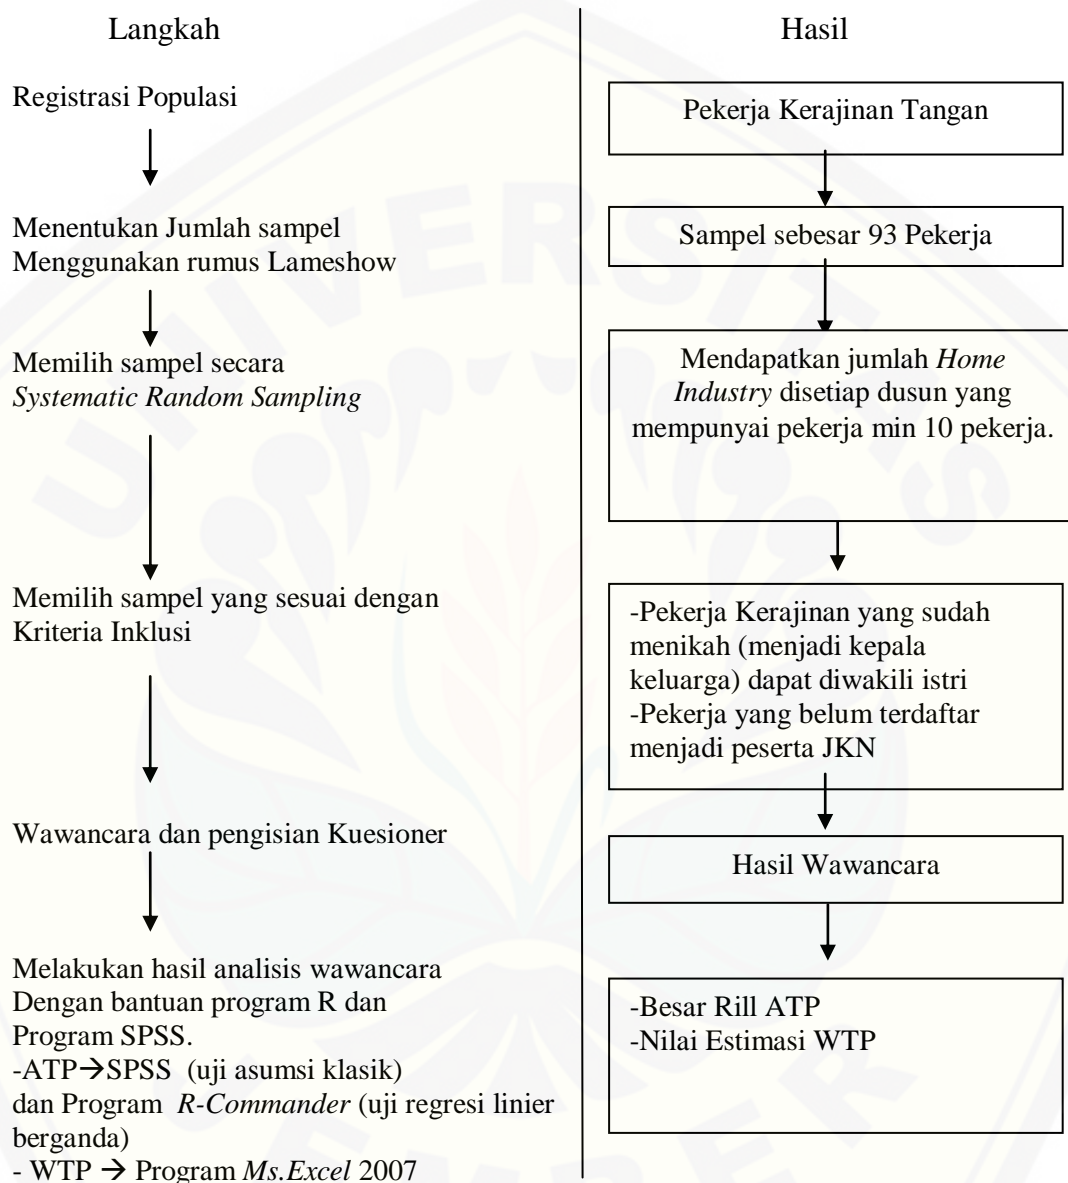 Langkah
Registrasi Populasi
Menentukan Jumlah sampel
Menggunakan rumus Lameshow
Memilih sampel secara
Systematic Random Sampling
Memilih sampel yang sesuai dengan
Kriteria Inklusi
Wawancara dan pengisian Kuesioner
Melakukan hasil analisis wawancara
Dengan bantuan program R dan
Program SPSS.
-ATP→SPSS (uji asumsi klasik)
dan Program R-Commander (uji regresi linier
berganda)
- WTP → Program Ms.Excel 2007
Hasil
Pekerja Kerajinan Tangan
Sampel sebesar 93 Pekerja
Mendapatkan jumlah Home
Industry disetiap dusun yang
mempunyai pekerja min 10 pekerja.
-Pekerja Kerajinan yang sudah
menikah (menjadi kepala
keluarga) dapat diwakili istri
-Pekerja yang belum terdaftar
menjadi peserta JKN
Hasil Wawancara
-Besar Rill ATP
-Nilai Estimasi WTP
UNIVERSITAS